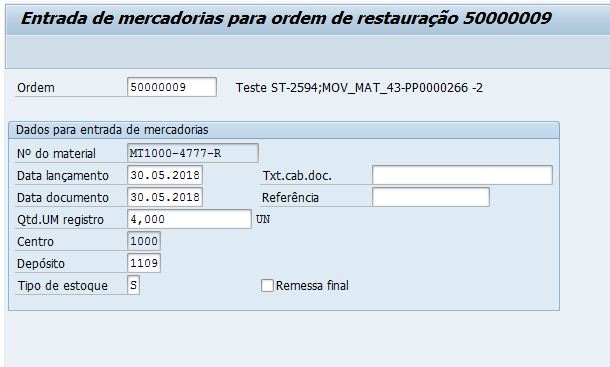 Entrada de mercadorias para ordem de restauração 50000009
Ordem 50000009 Teste ST-2594;MOV_MAT_43-PP0000266 -2
Dados para entrada de mercadorias
Nº do material MT1000-4777-R
Data lançamento 30.05.2018 Txt.cab.doc.
Data documento 30.05.2018 Referência
Qtd.UM registro 4,000 UN
Centro 1000
Depósito 1109
Tipo de estoque S Remessa final